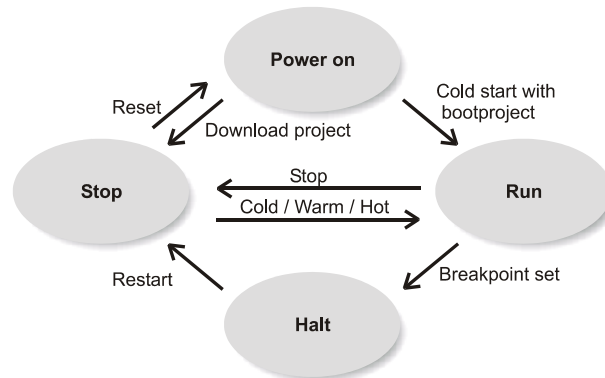 Power on
Reset
Cold start with
bootproject
Download project
Stop
Stop
Run
Cold / Warm / Hot
Restart
Breakpoint set
Halt